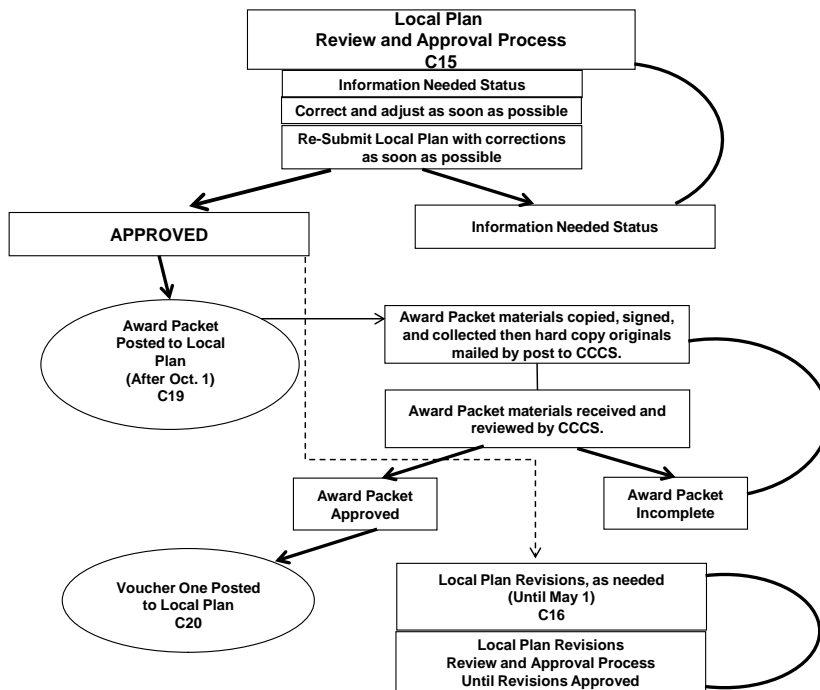 Local Plan
Review and Approval Process
C15
Information Needed Status
Correct and adjust as soon as possible
Re-Submit Local Plan with corrections
as soon as possible
APPROVED
Information Needed Status
Award Packet
Posted to Local
Plan
(After Oct. 1)
C19
Award Packet materials copied, signed,
and collected then hard copy originals
mailed by post to CCCS.
Award Packet materials received and
reviewed by CCCS.
Award Packet
Approved
Award Packet
Incomplete
Voucher One Posted
to Local Plan
C20
Local Plan Revisions, as needed
(Until May 1)
C16
Local Plan Revisions
Review and Approval Process
Until Revisions Approved